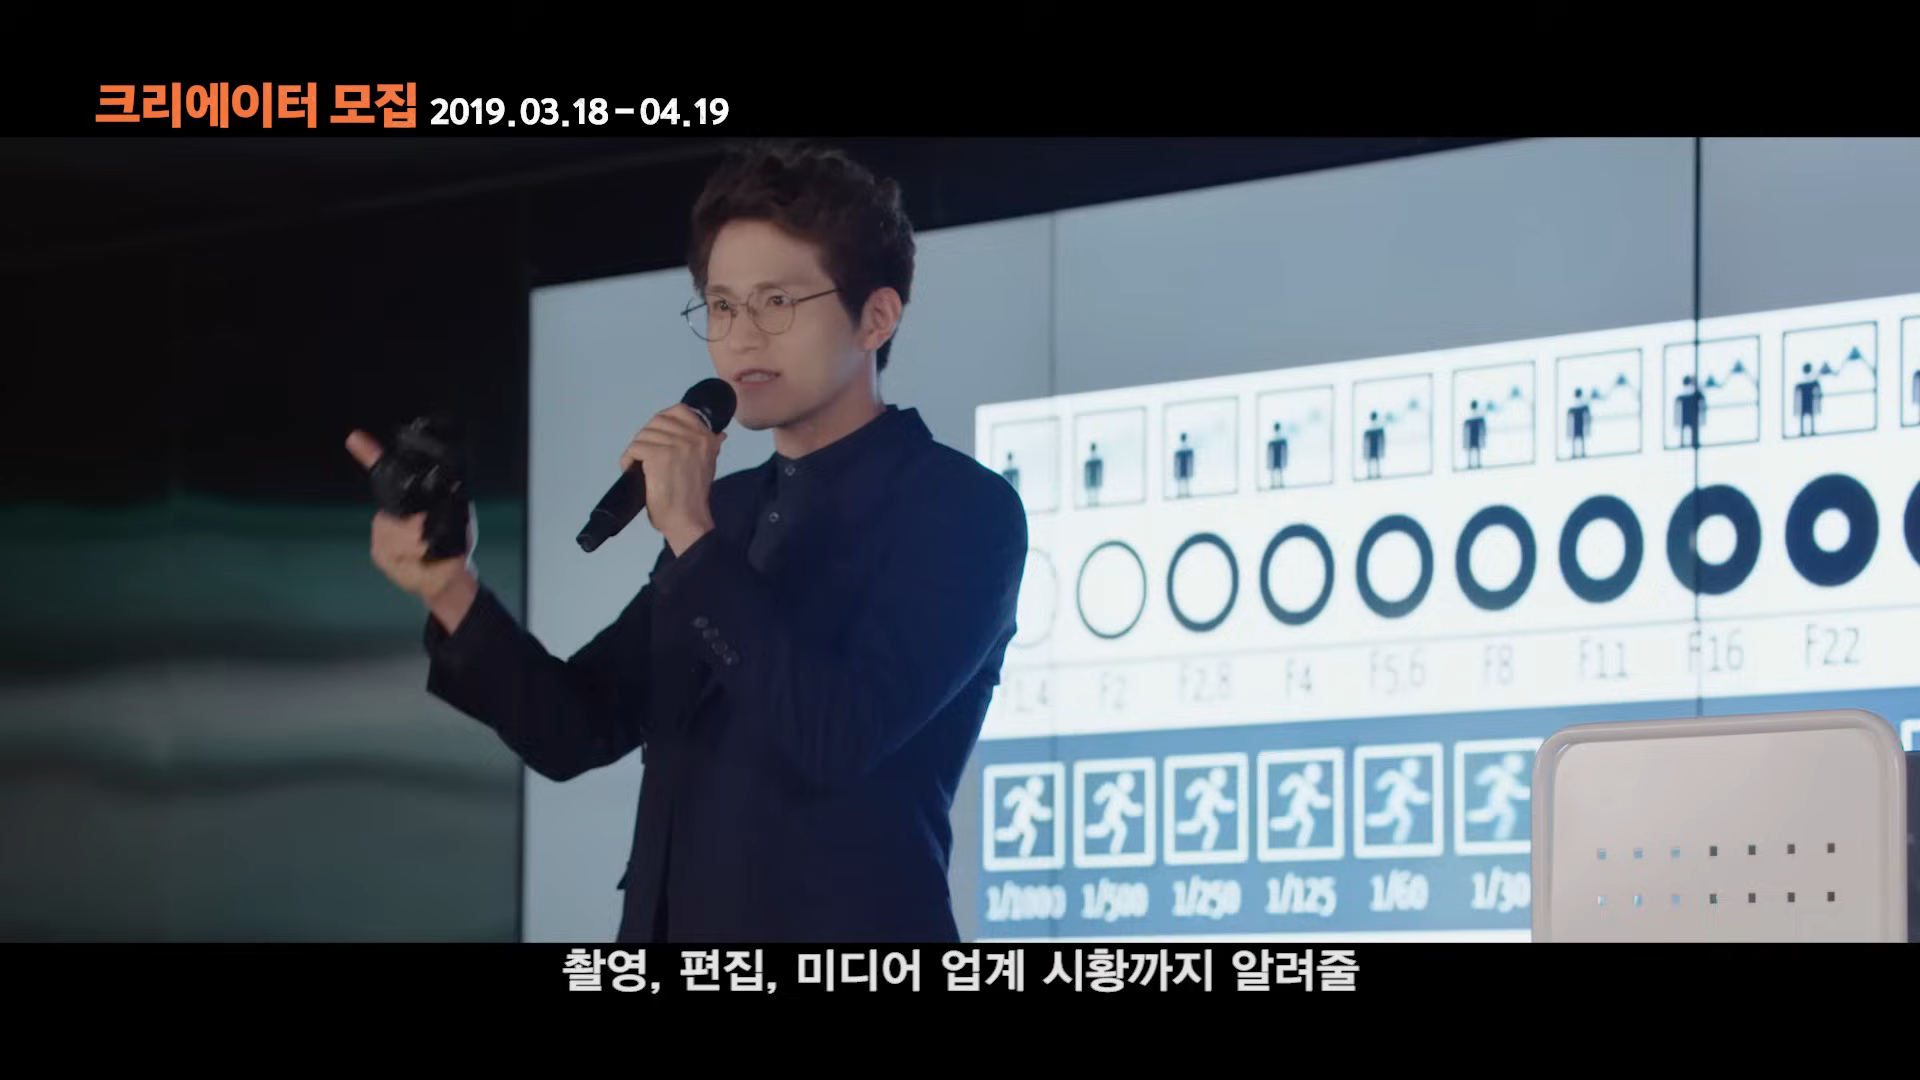 크리에이터 모집 2019.03.18-04.19
F1.4 F2 F2.8 F4 F5.6 F8 F11 F16 F22
1/1000 1/500 1/250 1/125 1/60 1/30
촬영, 편집, 미디어 업계 시황까지 알려줄